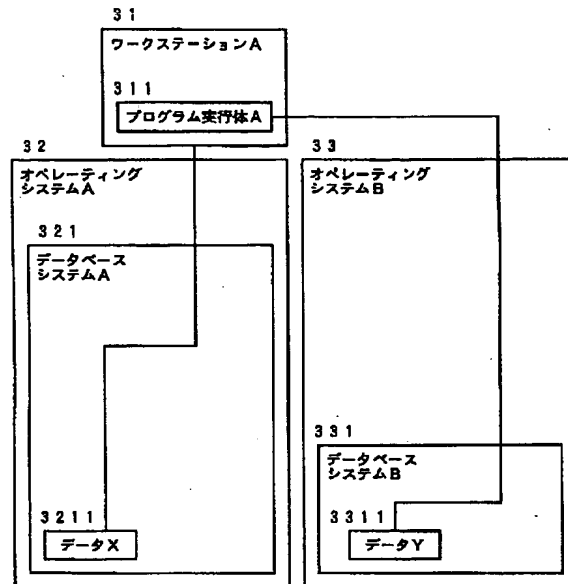 31
ワークステーションA
311
プログラム実行体A
32
オペレーティング
システムA
321
データベース
システムA
3211
データX
33
オペレーティング
システムB
331
データベース
システムB
3311
データY